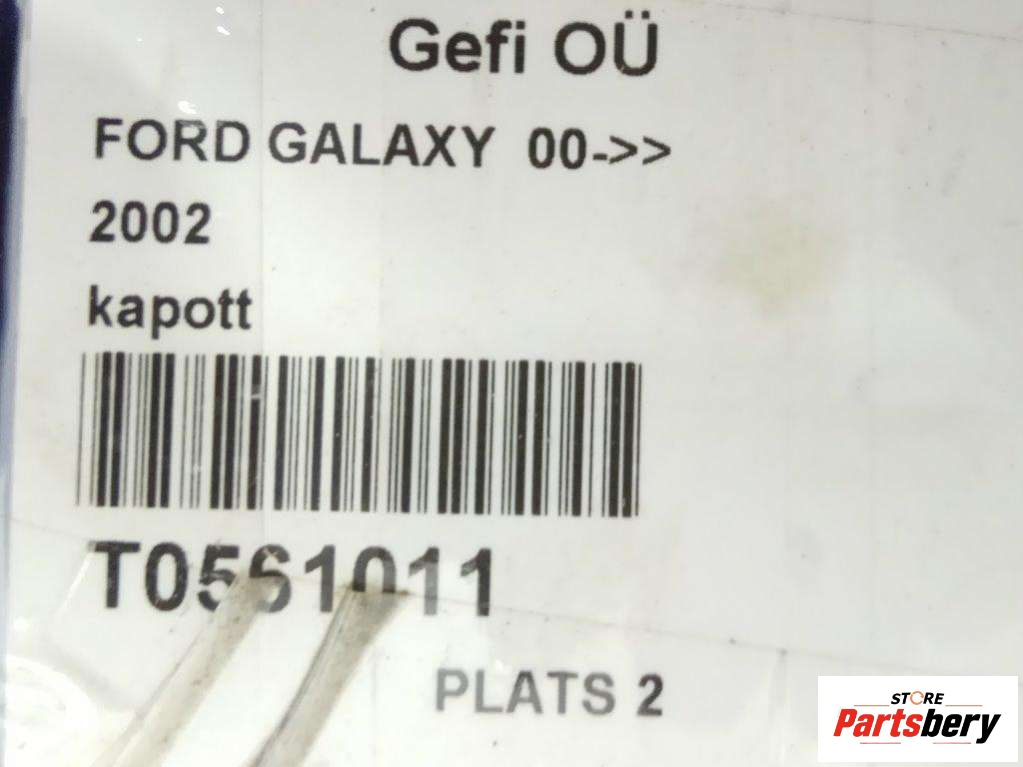 Gefi OÜ
FORD GALAXY 00->>
2002
kapott
T0561011
PLATS 2
STORE
Partsbery